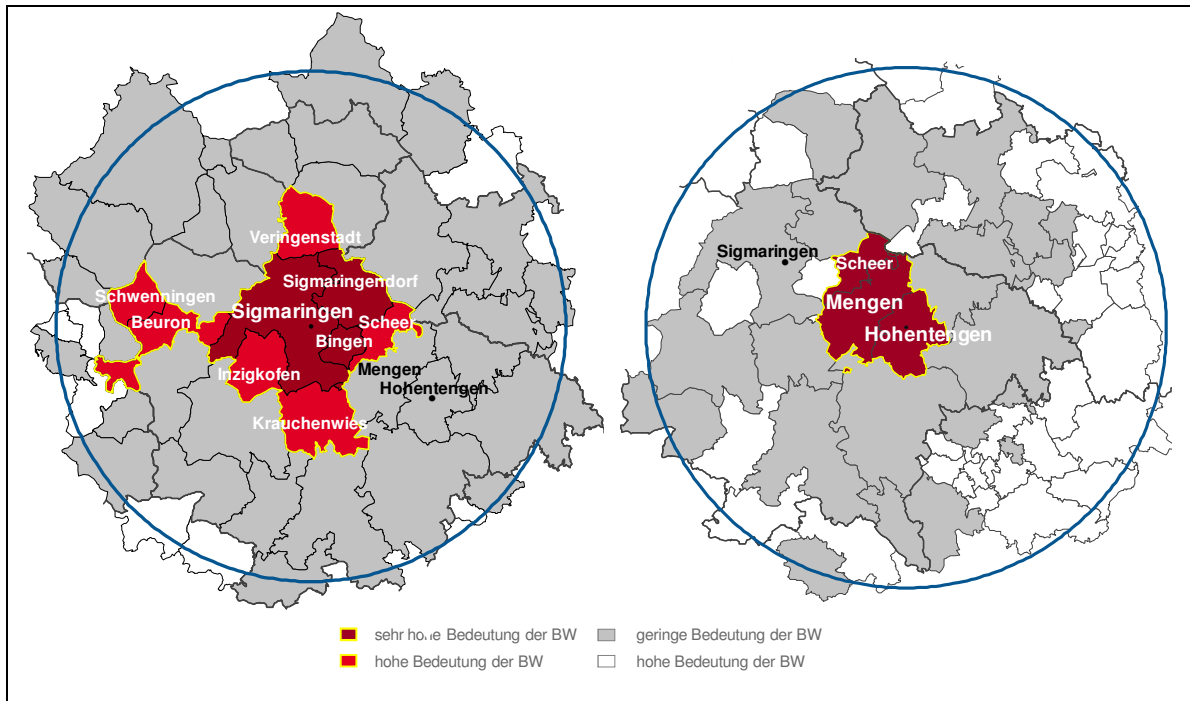 Veringenstadt
Sigmaringendorf
Schwenningen
Sigmaringen
Beuron
Scheer
Bingen
Inzigkofen
Mengen
Hohentengen
Krauchenwies
Sigmaringen
Scheer
Mengen
Hohentengen
sehr hohe Bedeutung der BW
geringe Bedeutung der BW
hohe Bedeutung der BW
hohe Bedeutung der BW